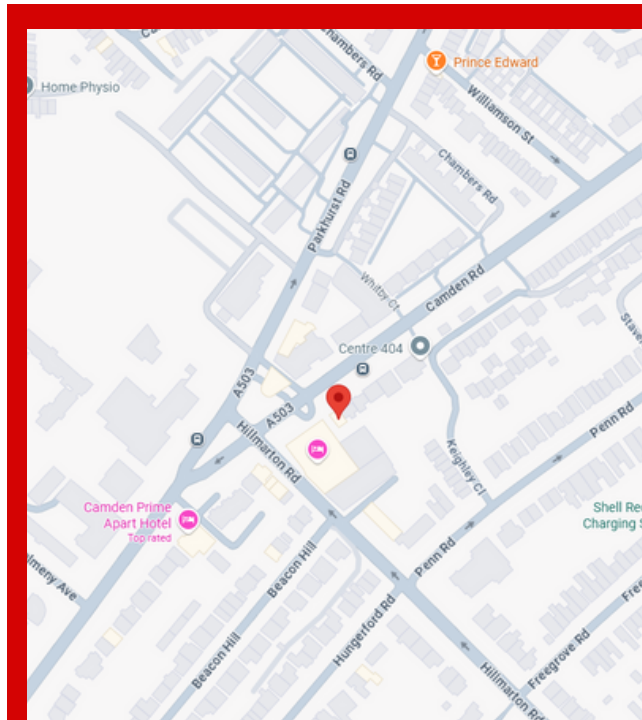 Chambers Rd
Prince Edward
Home Physio
Williamson St
Chambers Rd
Parkhurst Rd
Whitby Ct
Camden Rd
Centre 404
A503
A503
Hillmarton Rd
Keighley Cl
Penn Rd
Camden Prime
Apart Hotel
Top rated
Beacon Hill
Penn Rd
Hungerford Rd
Beacon Hill
Freegrove Rd
Hillmarton Rd